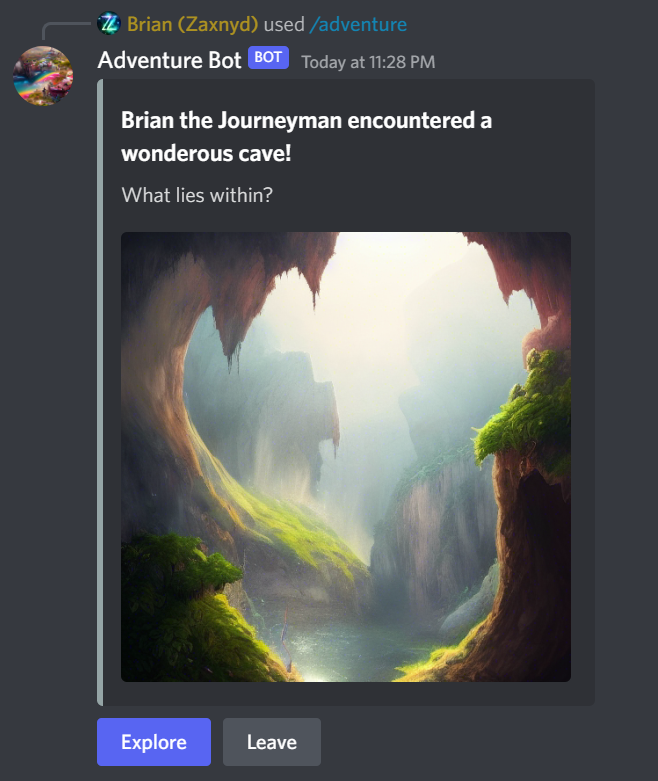 Brian (Zaxnyd) used /adventure
Adventure Bot BOT Today at 11:28 PM
Brian the Journeyman encountered a
wonderous cave!
What lies within?
Explore Leave